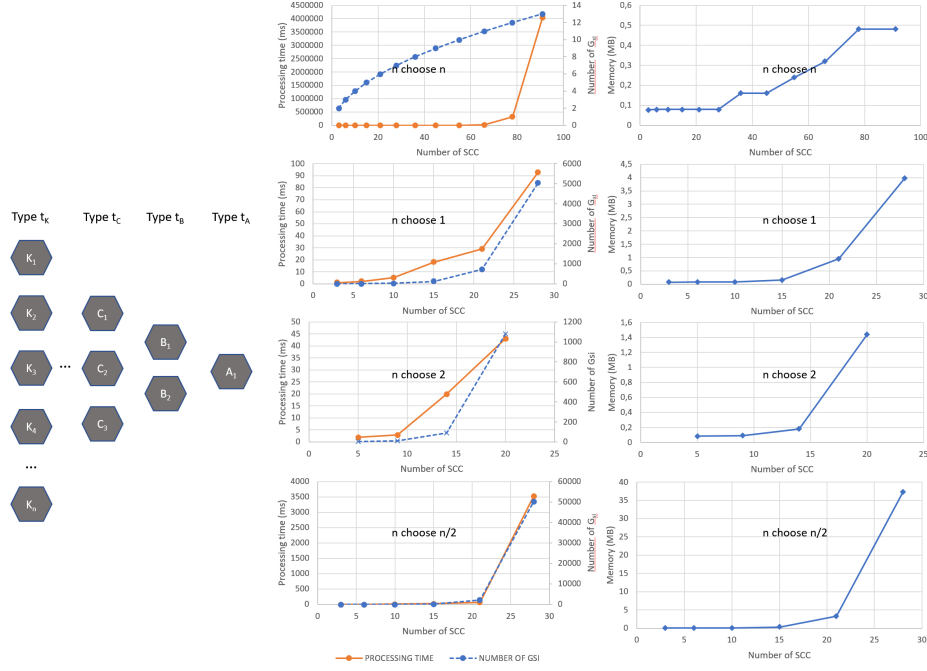 Type tK Type tC Type tB Type tA
K1
K2
K3
K4
...
Kn
...
C1
C2
C3
B1
B2
A1
Processing time (ms)
4500000
4000000
3500000
3000000
2500000
2000000
1500000
1000000
500000
0
n choose n
14
12
10
8
6
4
2
0
Number of GSI
0 20 40 60 80 100
Number of SCC
Memory (MB)
0,6
0,5
0,4
0,3
0,2
0,1
0
n choose n
0 20 40 60 80 100
Number of SCC
Processing time (ms)
100
90
80
70
60
50
40
30
20
10
0
n choose 1
6000
5000
4000
3000
2000
1000
0
Number of GSI
0 5 10 15 20 25 30
Number of SCC
Memory (MB)
4,5
4
3,5
3
2,5
2
1,5
1
0,5
0
n choose 1
0 5 10 15 20 25 30
Number of SCC
Processing time (ms)
50
45
40
35
30
25
20
15
10
5
0
n choose 2
1200
1000
800
600
400
200
0
Number of Gsi
0 5 10 15 20 25
Number of SCC
Memory (MB)
1,6
1,4
1,2
1
0,8
0,6
0,4
0,2
0
n choose 2
0 5 10 15 20 25
Number of SCC
Processing time (ms)
4000
3500
3000
2500
2000
1500
1000
500
0
n choose n/2
60000
50000
40000
30000
20000
10000
0
Number of GSI
0 5 10 15 20 25 30
Number of SCC
Memory (MB)
40
35
30
25
20
15
10
5
0
n choose n/2
0 5 10 15 20 25 30
Number of SCC
PROCESSING TIME NUMBER OF GSI